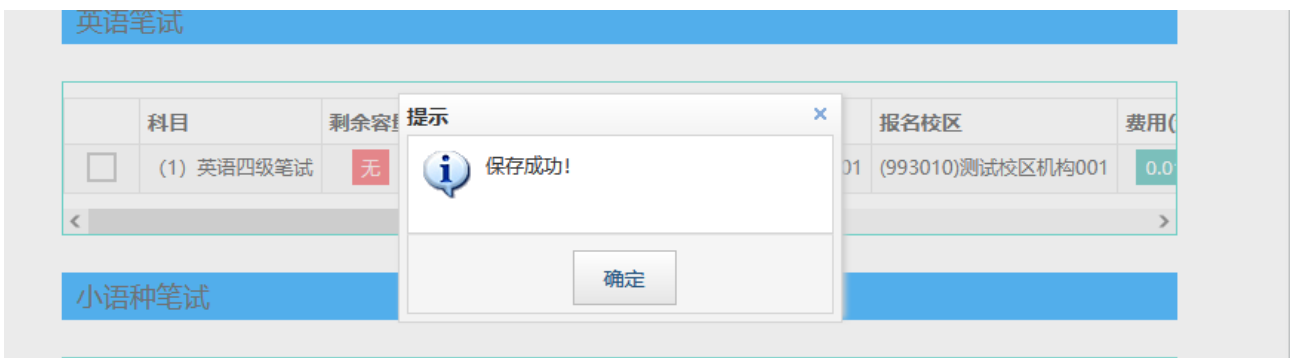 英语笔试
科目 剩余容量 报名校区 费用(
(1) 英语四级笔试 无 01 (993010)测试校区机构001 0.0
提示
保存成功!
确定
小语种笔试